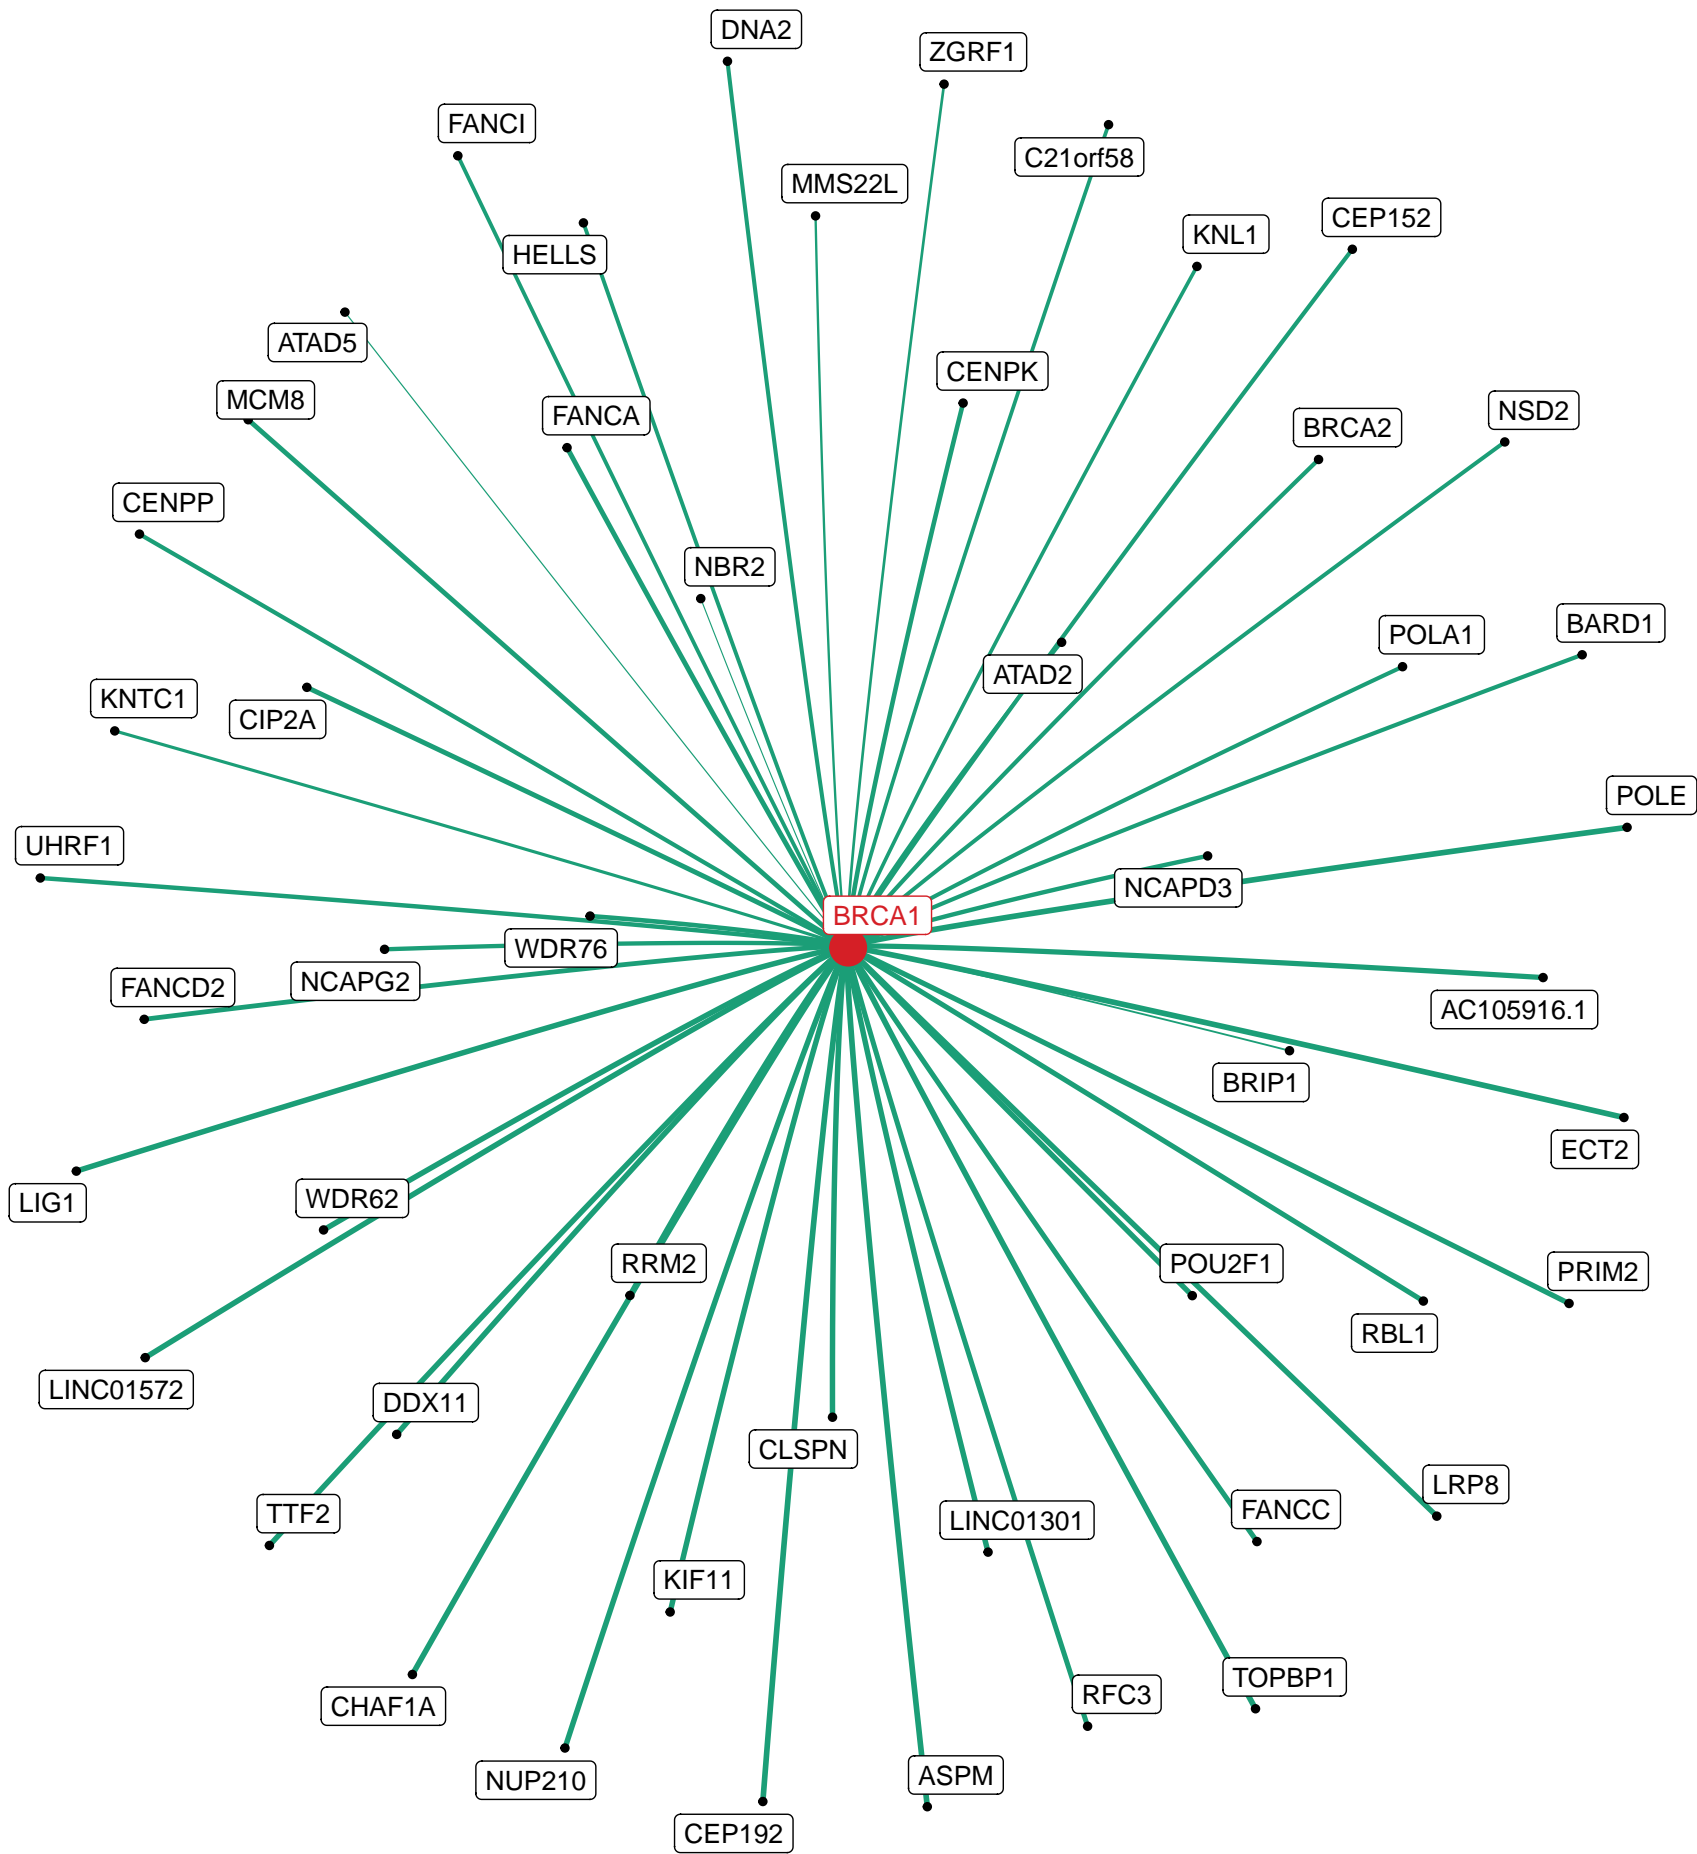 DNA2
ZGRF1
FANCI
C21orf58
MMS22L
CEP152
KNL1
HELLS
ATAD5
CENPK
MCM8
NSD2
FANCA
BRCA2
CENPP
NBR2
BARD1
POLA1
ATAD2
KNTC1
CIP2A
POLE
UHRF1
NCAPD3
BRCA1
WDR76
NCAPG2
FANCD2
AC105916.1
BRIP1
ECT2
WDR62
LIG1
RRM2
POU2F1
PRIM2
RBL1
LINC01572
DDX11
CLSPN
LRP8
TTF2
FANCC
LINC01301
KIF11
TOPBP1
RFC3
CHAF1A
ASPM
NUP210
CEP192